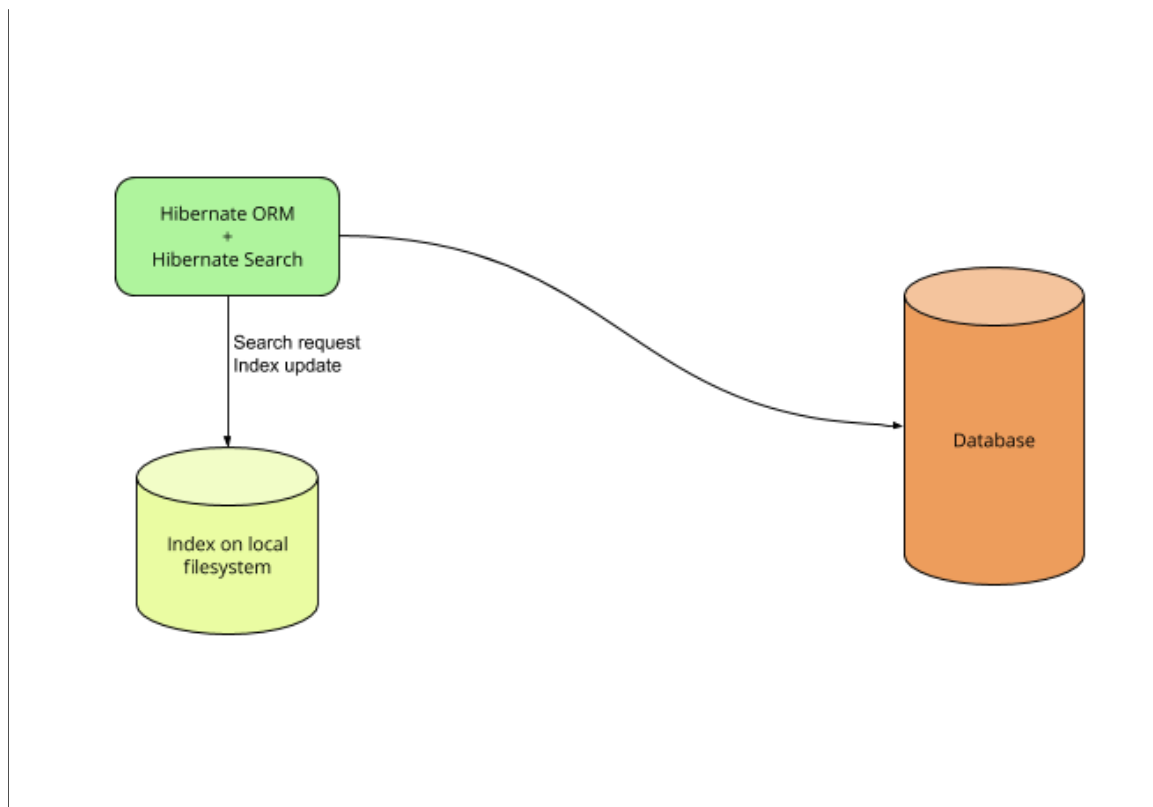 Hibernate ORM
+
Hibernate Search
Search request
Index update
Database
Index on local
filesystem